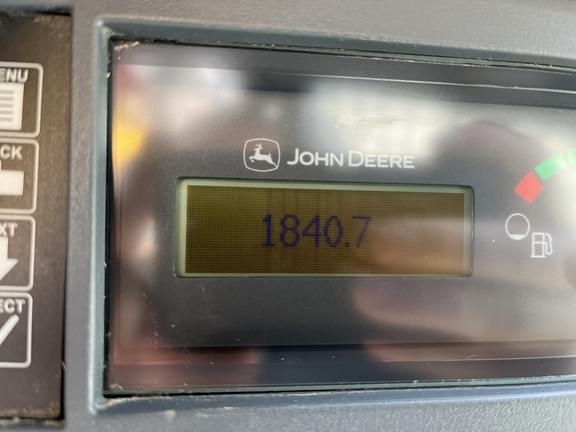 ENU
CK
XT
ECT
JOHN DEERE
1840.7